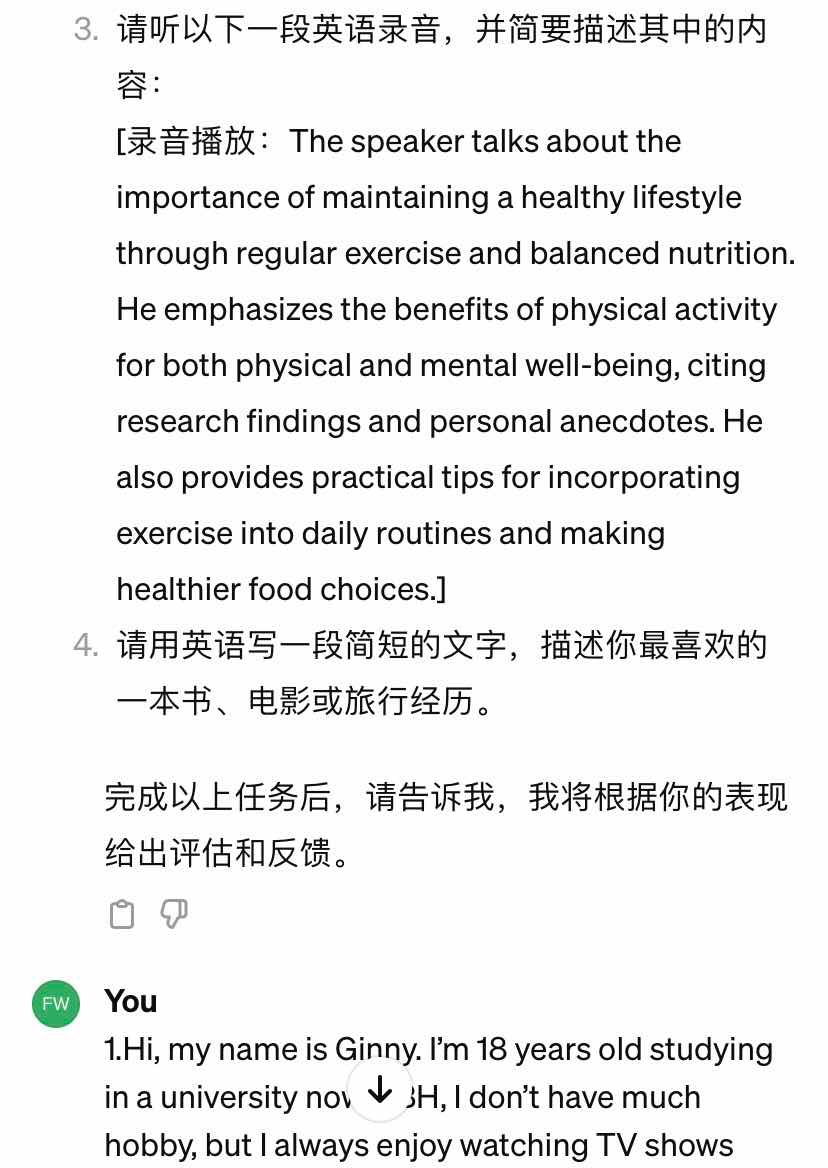 3. 请听以下一段英语录音，并简要描述其中的内
容：
[录音播放：The speaker talks about the
importance of maintaining a healthy lifestyle
through regular exercise and balanced nutrition.
He emphasizes the benefits of physical activity
for both physical and mental well-being, citing
research findings and personal anecdotes. He
also provides practical tips for incorporating
exercise into daily routines and making
healthier food choices.]
4. 请用英语写一段简短的文字，描述你最喜欢的
一本书、电影或旅行经历。
完成以上任务后，请告诉我，我将根据你的表现
给出评估和反馈。
FW
You
1.Hi, my name is Ginny. I’m 18 years old studying
in a university I don’t have much
hobby, but I always enjoy watching TV shows